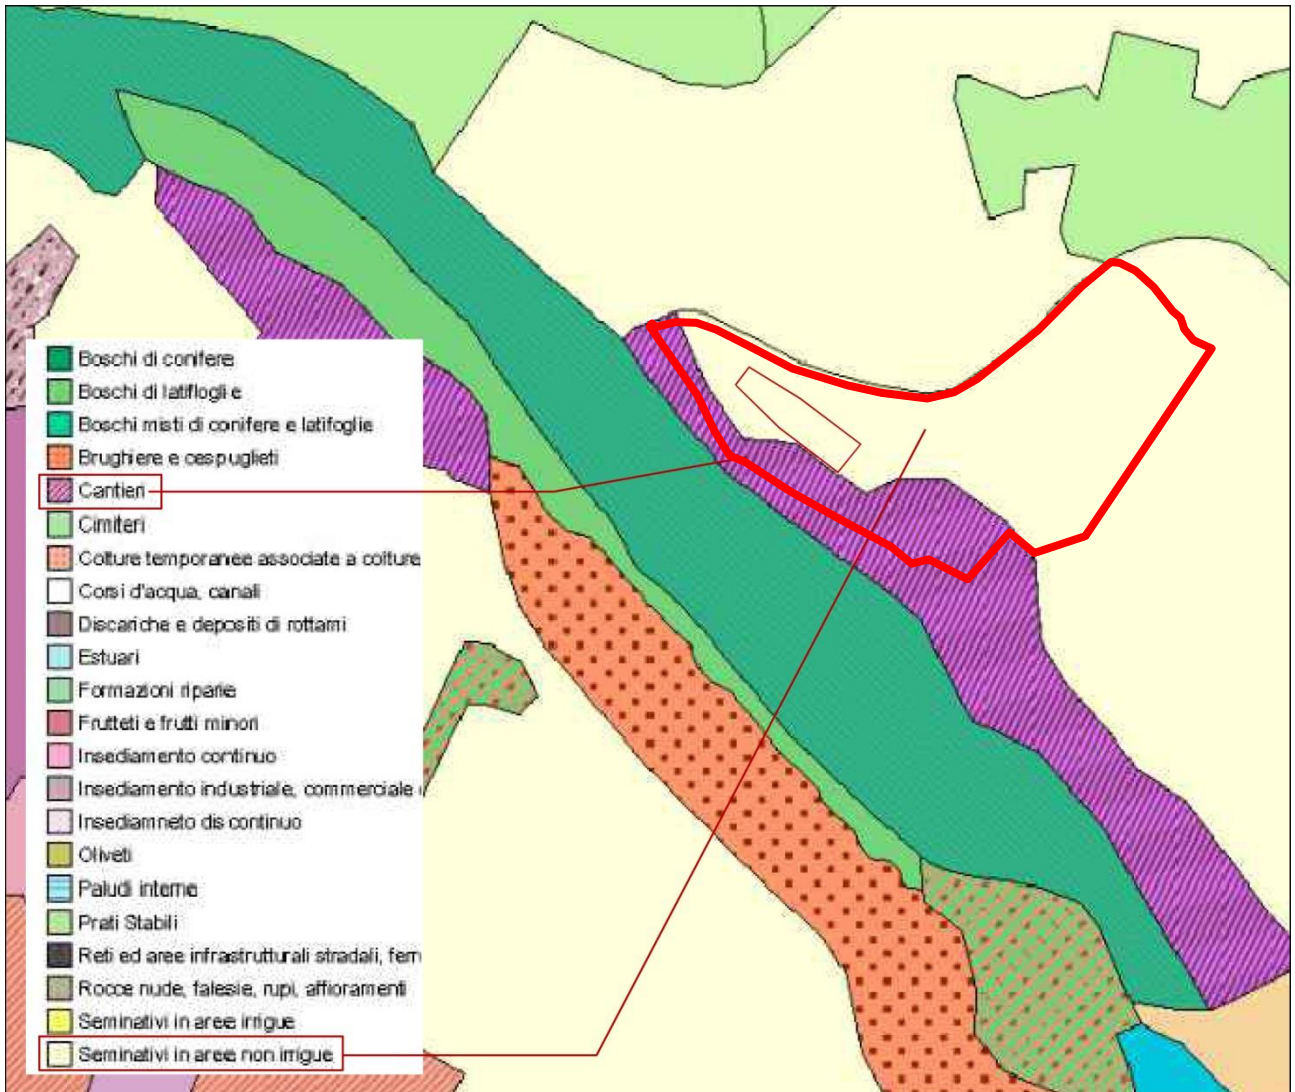 Boschi di conifere
Boschi di latiflogli e
Boschi misti di conifere e latifoglie
Brughiere e cespuglieti
Cantieri
Cimiteri
Colture temporanee associate a colture
Corsi d'acqua, canali
Discariche e depositi di rottami
Estuari
Formazioni riparie
Frutteti e frutti minori
Insediamento continuo
Insediamento industriale, commerciale
Insediamneto dis continuo
Oliveti
Paludi interne
Prati Stabili
Reti ed aree infrastrutturali stradali, ferr
Rocce nude, falesie, rupi, affioramenti
Seminativi in aree irrigue
Seminativi in aree non irrigue